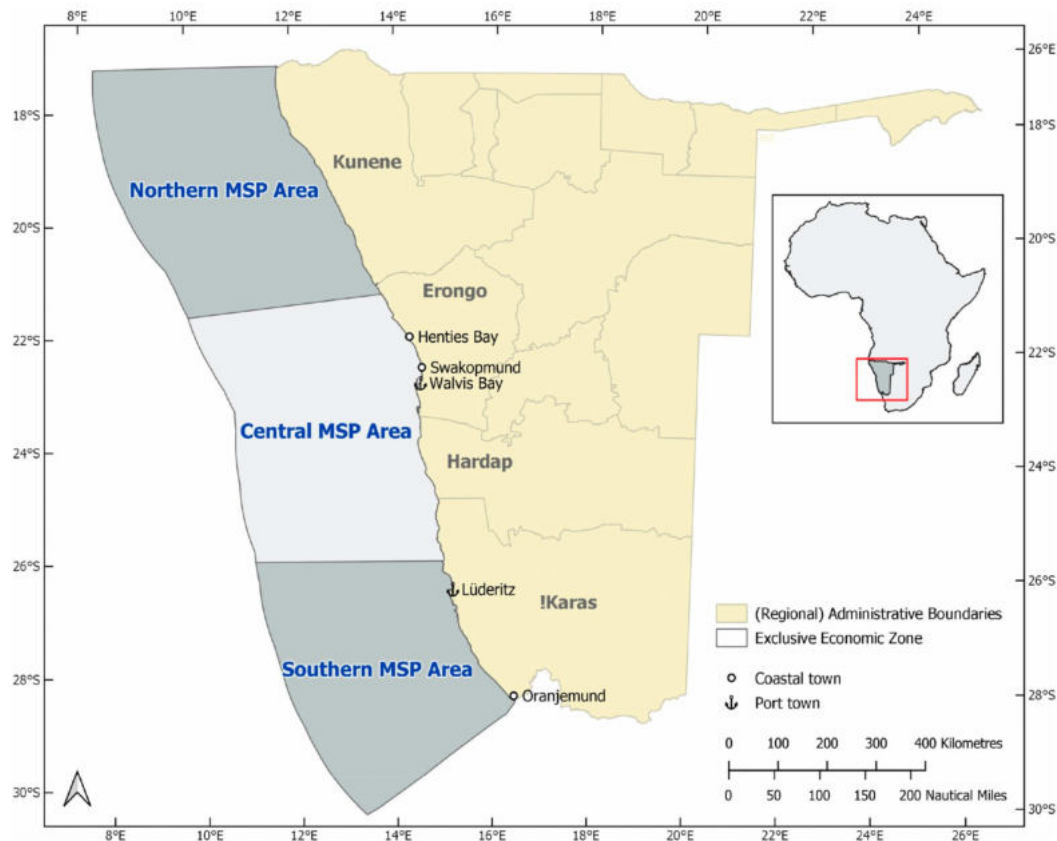 8°E 10°E 12°E 14°E 16°E 18°E 20°E 22°E 24°E
26°E
18°S 18°S
Kunene
Northern MSP Area
20°S 20°S
Erongo
22°S Henties Bay 22°S
Swakopmund
Walvis Bay
Central MSP Area
24°S Hardap 24°S
26°S 26°S
Lüderitz
!Karas
(Regional) Administrative Boundaries
Exclusive Economic Zone
Southern MSP Area
28°S Oranjemund 28°S
Coastal town
Port town
0 100 200 300 400 Kilometres
0 50 100 150 200 Nautical Miles
30°S 30°S
8°E 10°E 12°E 14°E 16°E 18°E 20°E 22°E 24°E 26°E